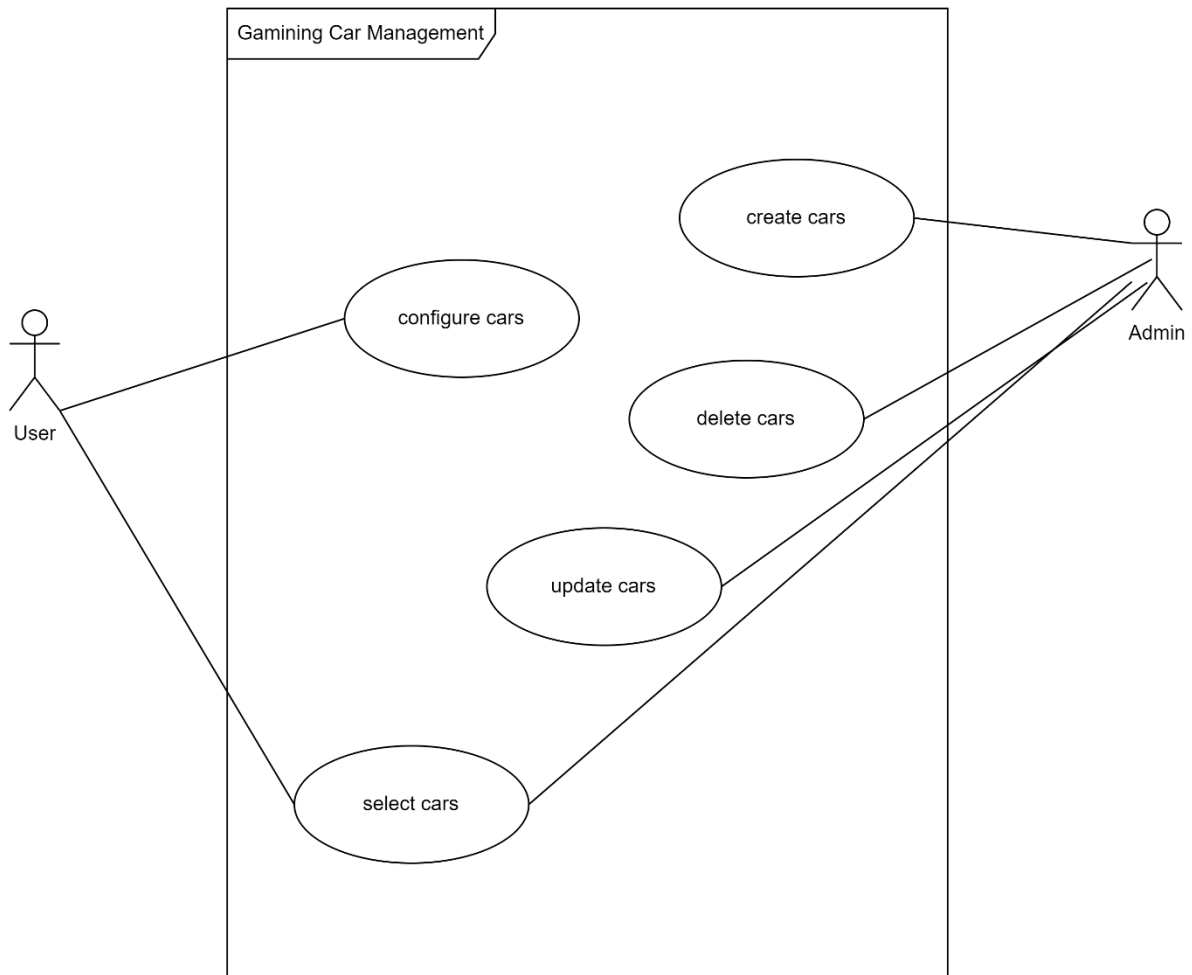 Gamining Car Management
create cars
configure cars
Admin
delete cars
User
update cars
select cars